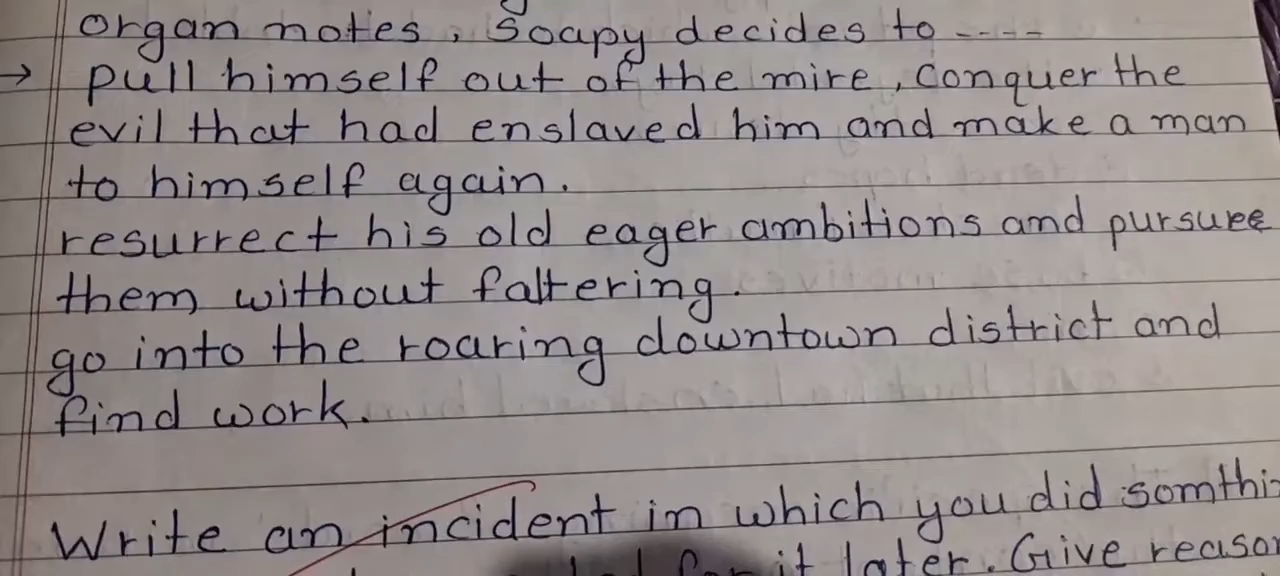 organ notes, Soapy decides to ----
→ pull himself out of the mire, conquer the
evil that had enslaved him and make a man
to himself again.
resurrect his old eager ambitions and pursuee
them without faltering.
go into the roaring downtown district and
find work.
Write an incident in which you did somthi
for it later. Give reaso